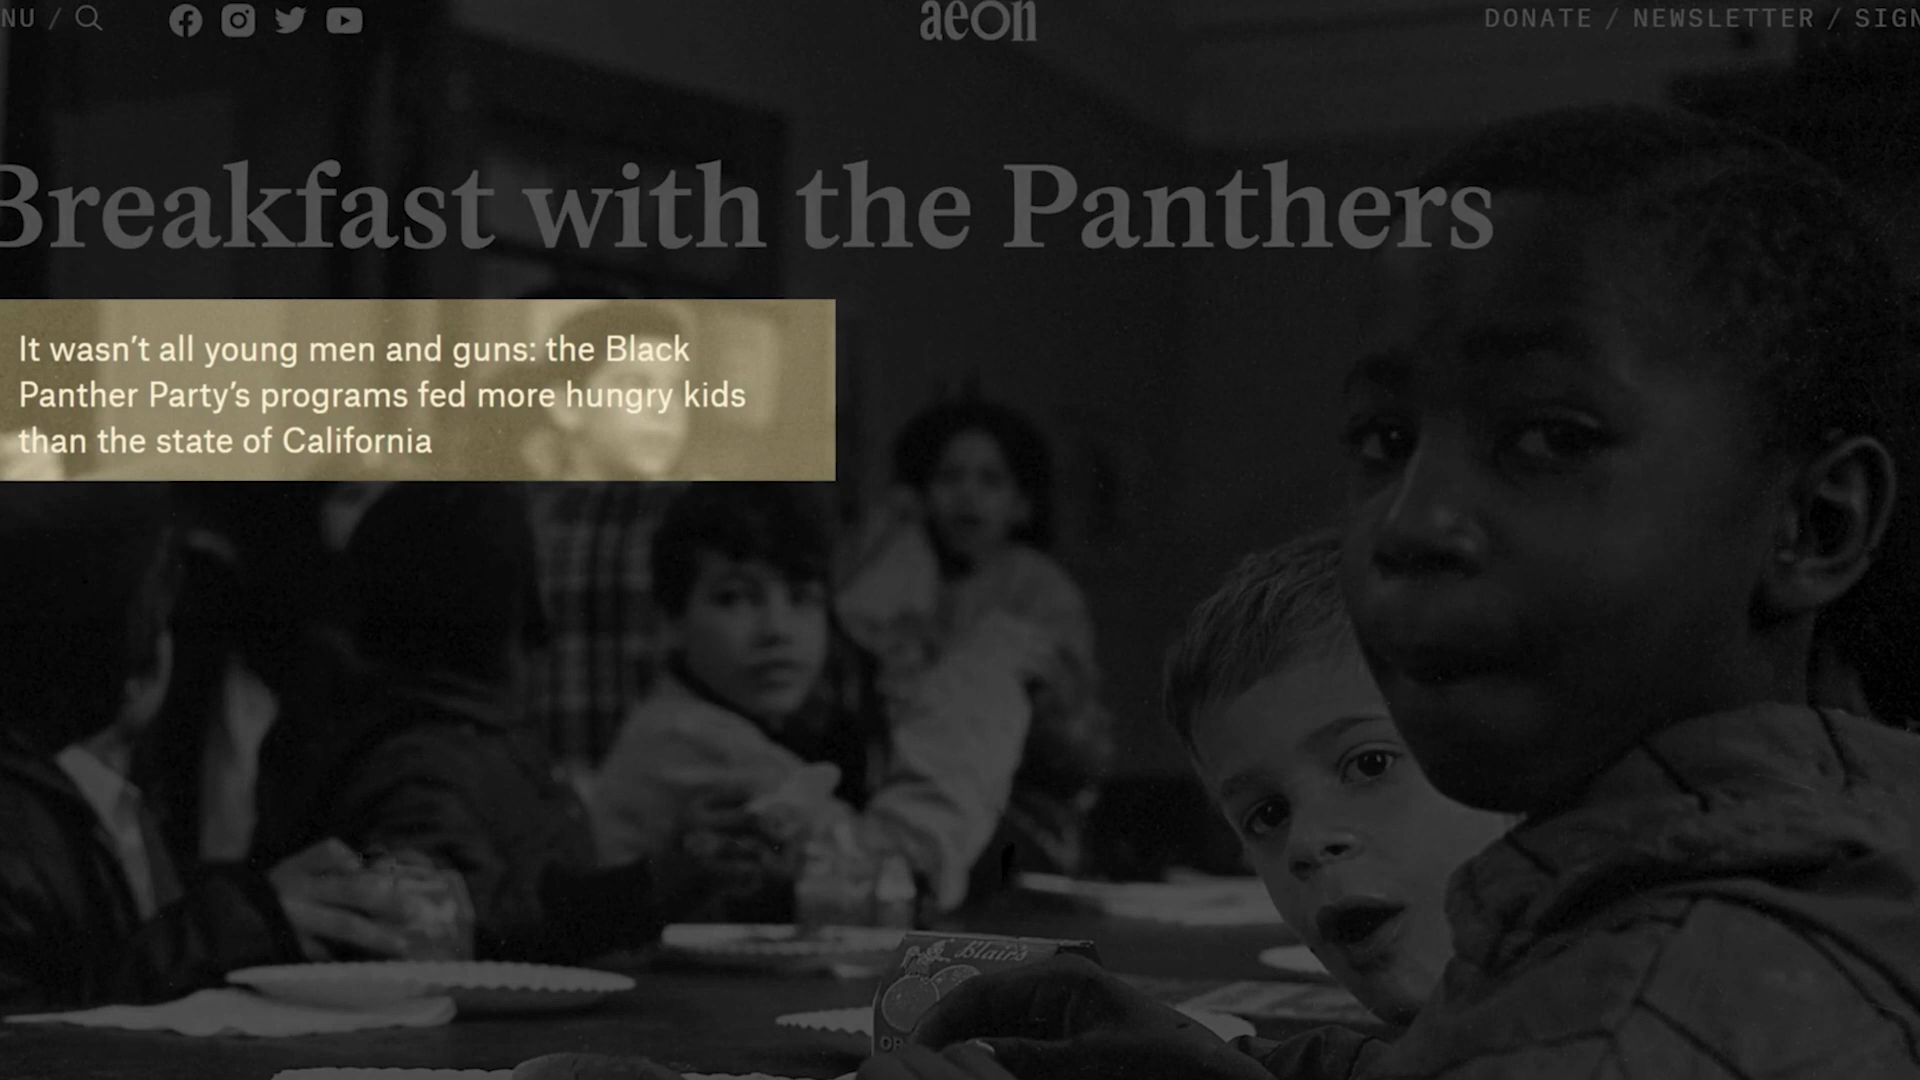 NU / 
aeon
DONATE / NEWSLETTER / SIGN
Breakfast with the Panthers
It wasn’t all young men and guns: the Black
Panther Party’s programs fed more hungry kids
than the state of California
Blair's
OR